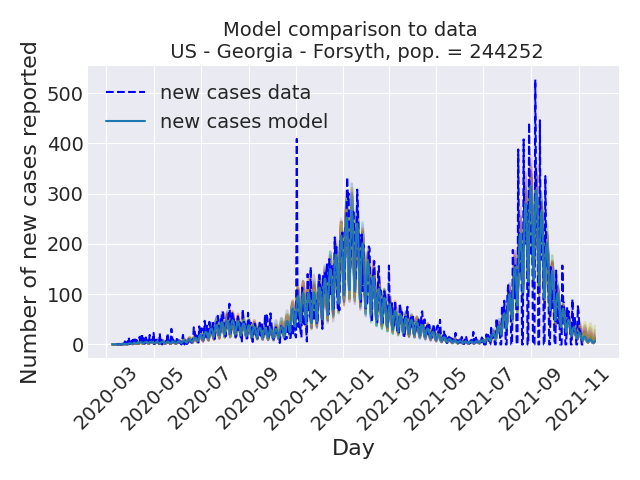 Model comparison to data
US - Georgia - Forsyth, pop. = 244252
Number of new cases reported
500
400
300
200
100
0
new cases data
new cases model
2020-03
2020-05
2020-07
2020-09
2020-11
2021-01
2021-03
2021-05
2021-07
2021-09
2021-11
Day